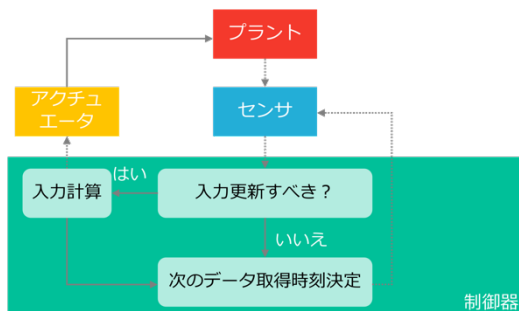 プラント
アクチュ
エータ
センサ
はい
入力計算
入力更新すべき？
いいえ
次のデータ取得時刻決定
制御器